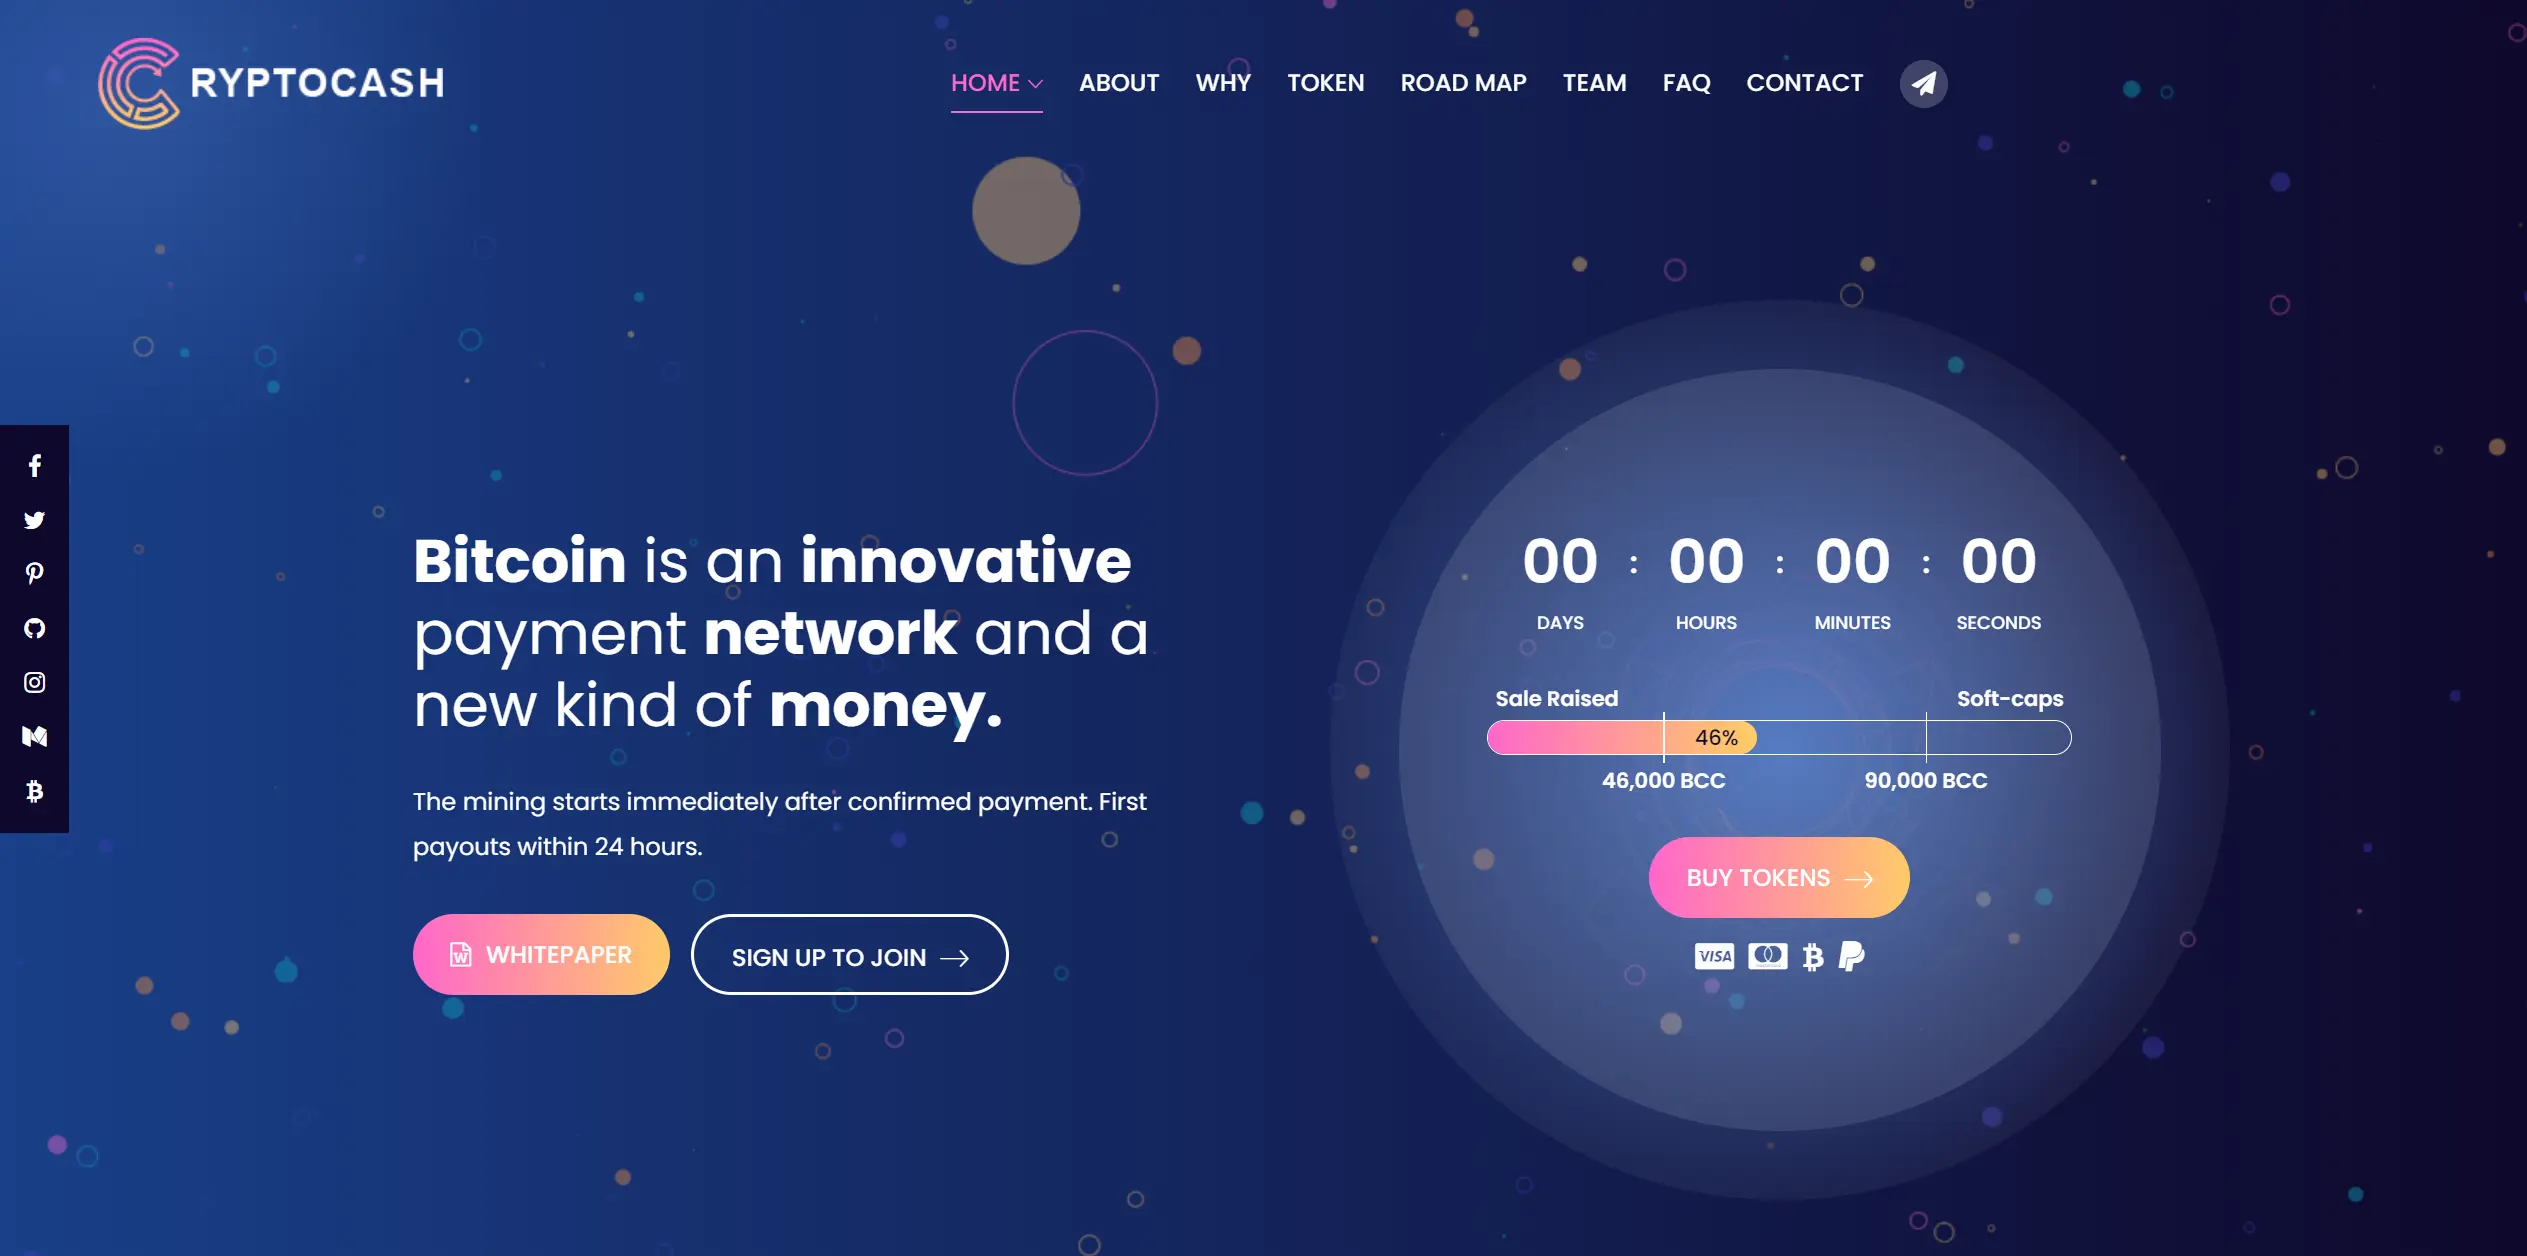 CRYPTOCASH
HOME ABOUT WHY TOKEN ROAD MAP TEAM FAQ CONTACT
Bitcoin is an innovative
payment network and a
new kind of money.
The mining starts immediately after confirmed payment. First
payouts within 24 hours.
W WHITEPAPER
SIGN UP TO JOIN
00 : 00 : 00 : 00
DAYS HOURS MINUTES SECONDS
Sale Raised Soft-caps
46%
46,000 BCC 90,000 BCC
BUY TOKENS
VISA